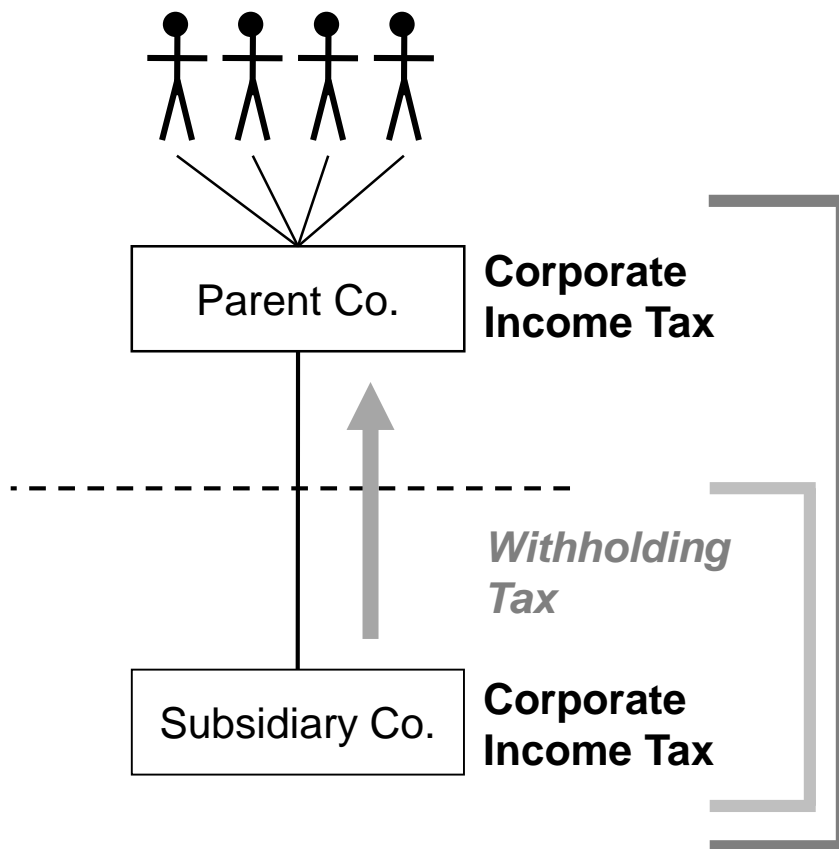 Parent Co.
Corporate
Income Tax
Withholding
Tax
Subsidiary Co.
Corporate
Income Tax